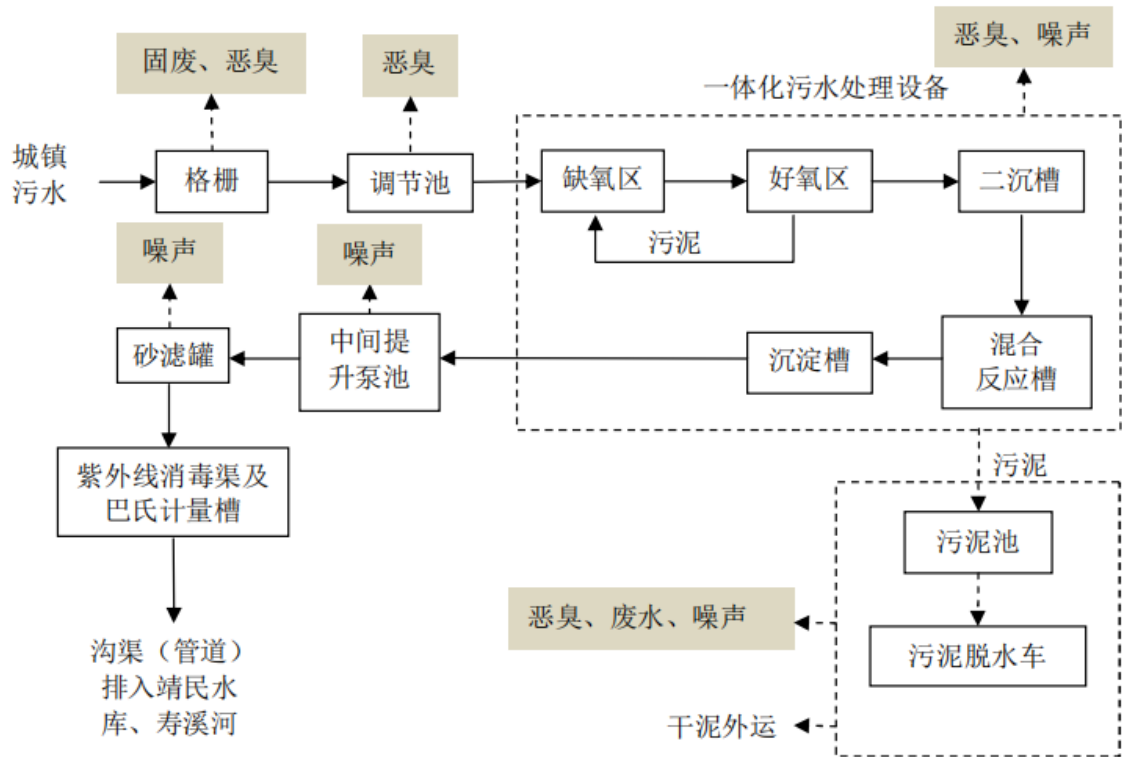 固废、恶臭
恶臭
恶臭、噪声
一体化污水处理设备
城镇
污水
格栅
调节池
缺氧区
好氧区
二沉槽
污泥
噪声
噪声
砂滤罐
中间提
升泵池
沉淀槽
混合
反应槽
紫外线消毒渠及
巴氏计量槽
污泥
污泥池
恶臭、废水、噪声
污泥脱水车
沟渠（管道）
排入靖民水
库、寿溪河
干泥外运